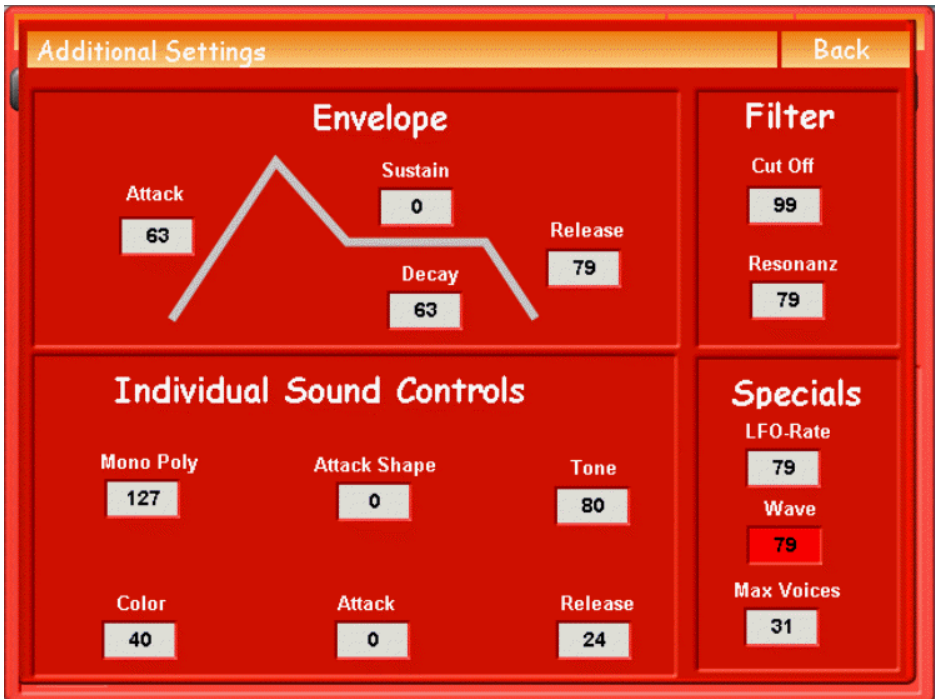 Additional Settings
Back
Envelope
Attack
63
Sustain
0
Decay
63
Release
79
Filter
Cut Off
99
Resonanz
79
Individual Sound Controls
Mono Poly
127
Attack Shape
0
Tone
80
Color
40
Attack
0
Release
24
Specials
LFO-Rate
79
Wave
79
Max Voices
31